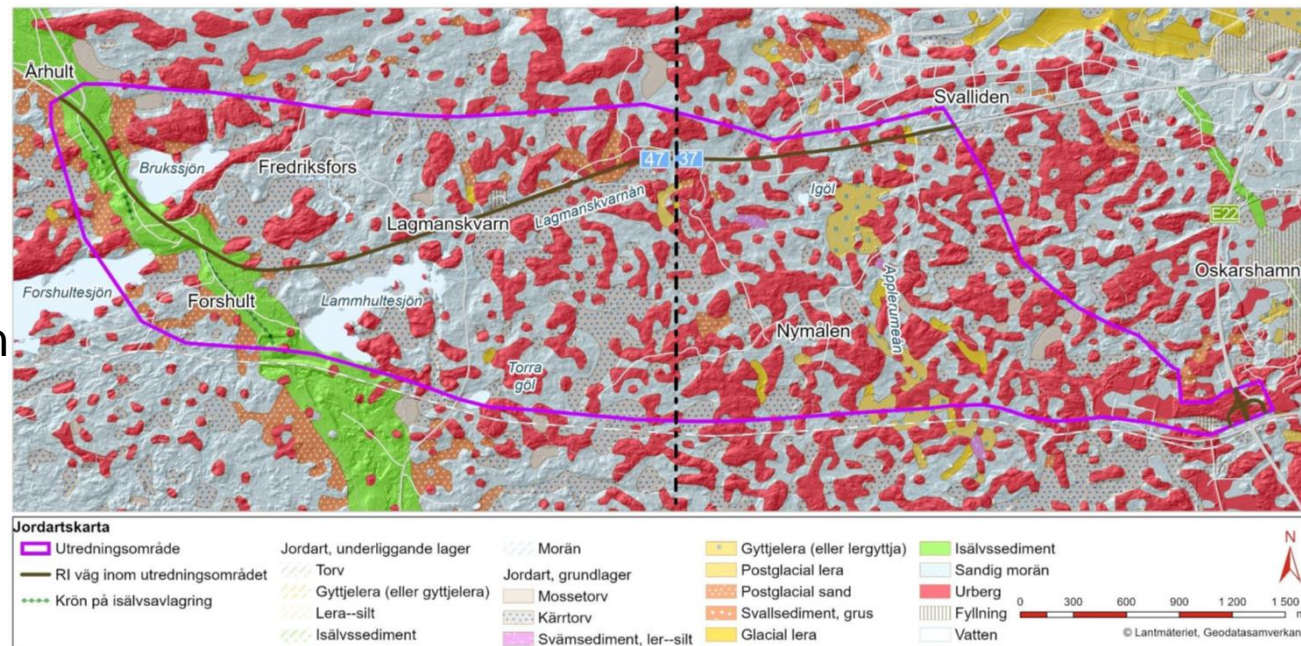 Århult
Svalliden
Brukssjön
Fredriksfors
47 37
Igöl
Lagmanskvarnån
Lagmanskvarn
E22
Oskarshamn
Forshultesjön
Forshult
Lammhultesjön
Applerumeån
Nymålen
n
Torra
göl
Jordartskarta
Utredningsområde
RI väg inom utredningsområdet
Krön på isälvsavlagring
Jordart, underliggande lager
Torv
Gyttjelera (eller gyttjelera)
Lera--silt
Isälvssediment
Morän
Jordart, grundlager
Mossetorv
Kärrtorv
Svämsediment, ler--silt
Gyttjelera (eller lergyttja)
Postglacial lera
Postglacial sand
Svallsediment, grus
Glacial lera
Isälvssediment
Sandig morän
Urberg
Fyllning
Vatten
N
0 300 600 900 1 200 1 500
© Lantmäteriet, Geodatasamverkan